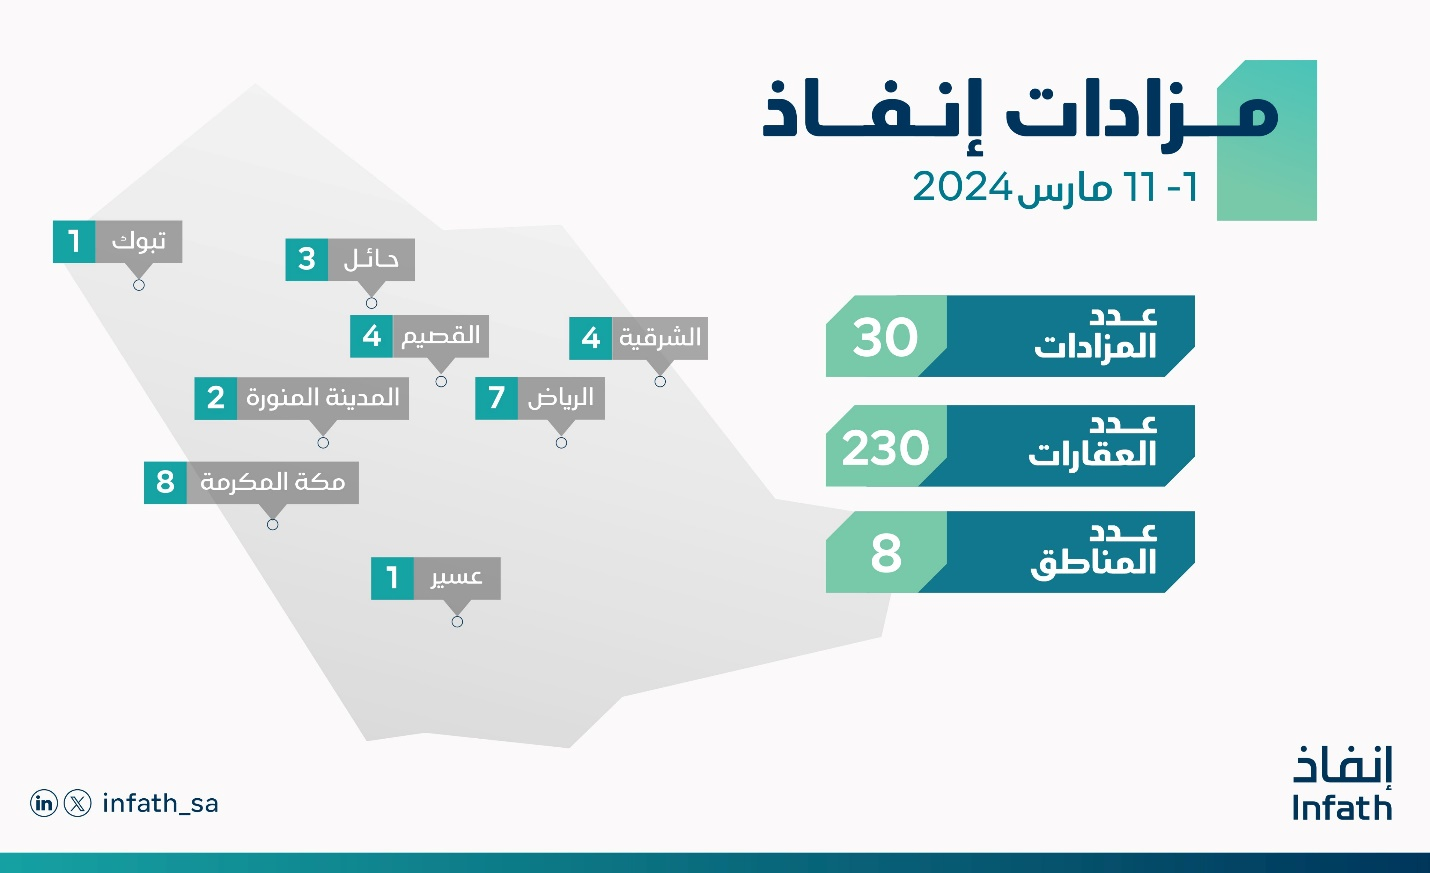 مزادات إنفاذ
1- 11 مارس 2024
عدد
المزادات
30
عدد
العقارات
230
عدد
المناطق
8
تبوك 1
حائل 3
القصيم 4
الشرقية 4
المدينة المنورة 2
الرياض 7
مكة المكرمة 8
عسير 1
إنفاذ
Infath
in X infath_sa